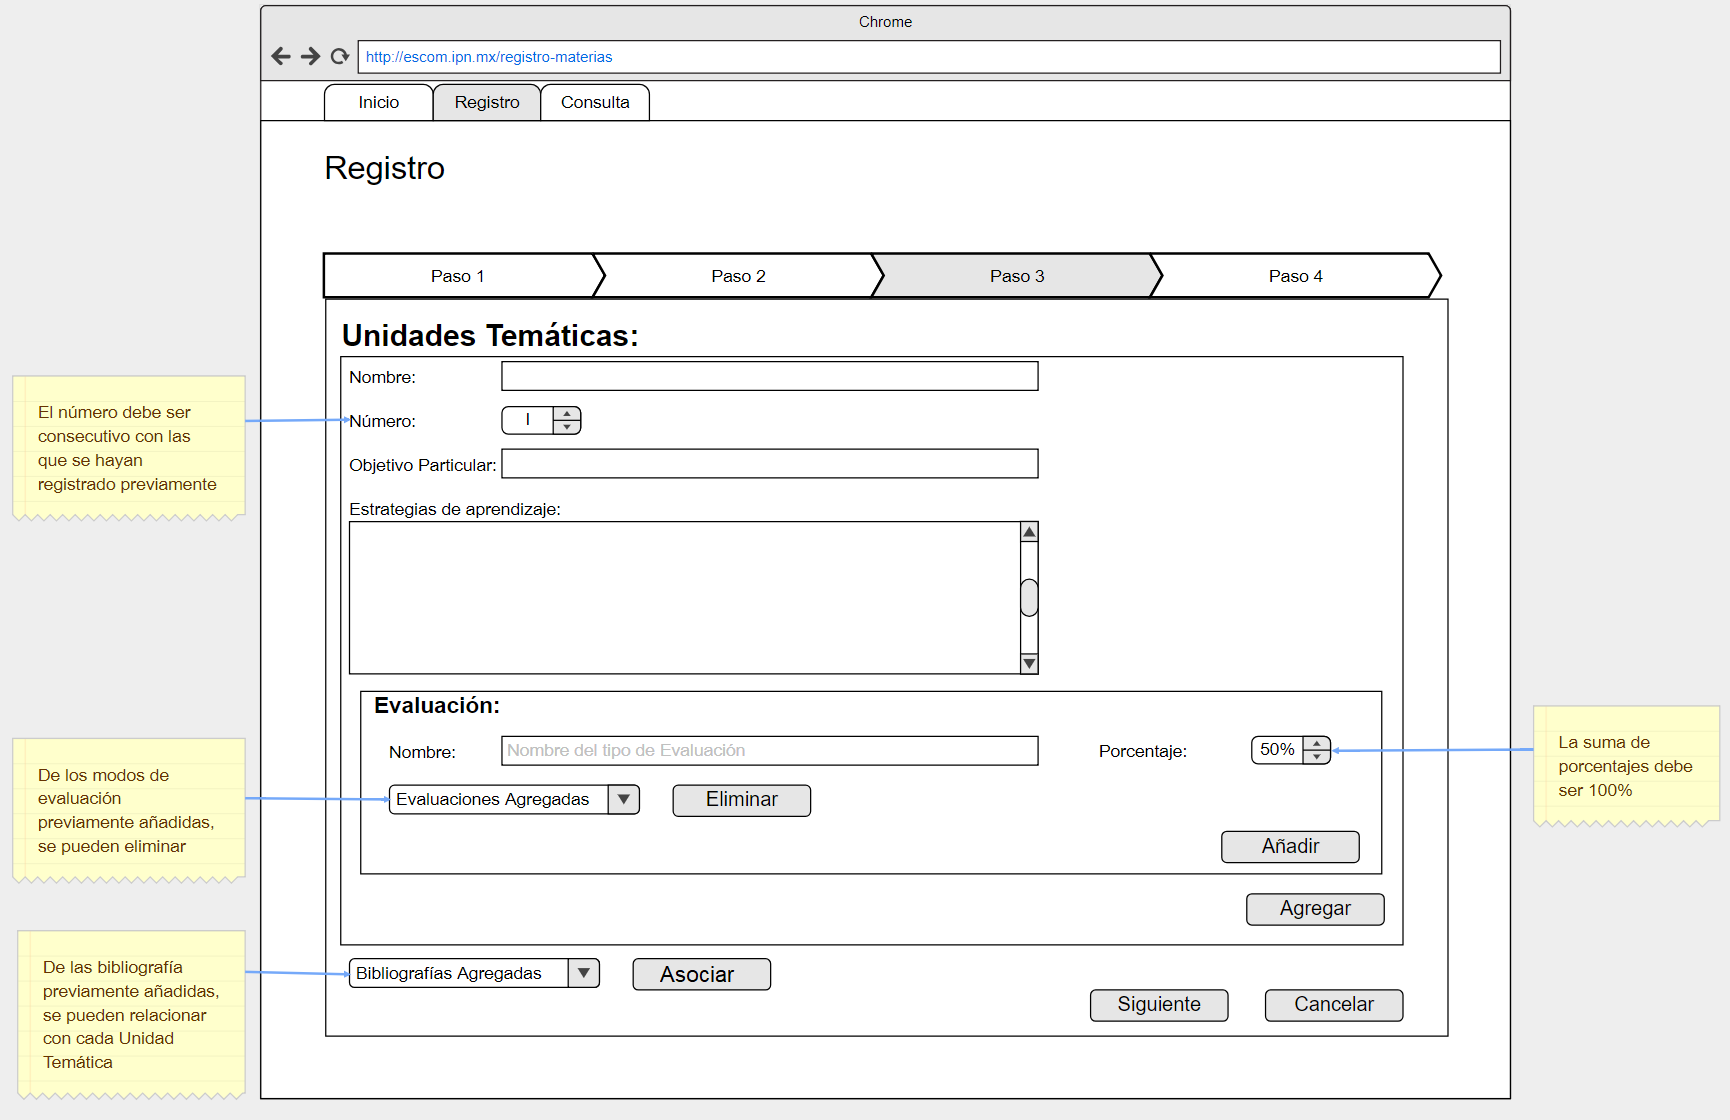 Chrome
http://escom.ipn.mx/registro-materias
Inicio
Registro
Consulta
Registro
Paso 1
Paso 2
Paso 3
Paso 4
Unidades Temáticas:
Nombre:
El número debe ser
consecutivo con las
que se hayan
registrado previamente
Número:
I
Objetivo Particular:
Estrategias de aprendizaje:
Evaluación:
Nombre:
Nombre del tipo de Evaluación
Porcentaje:
50%
La suma de
porcentajes debe
ser 100%
De los modos de
evaluación
previamente añadidas,
se pueden eliminar
Evaluaciones Agregadas
Eliminar
Añadir
Agregar
De las bibliografía
previamente añadidas,
se pueden relacionar
con cada Unidad
Temática
Bibliografías Agregadas
Asociar
Siguiente
Cancelar